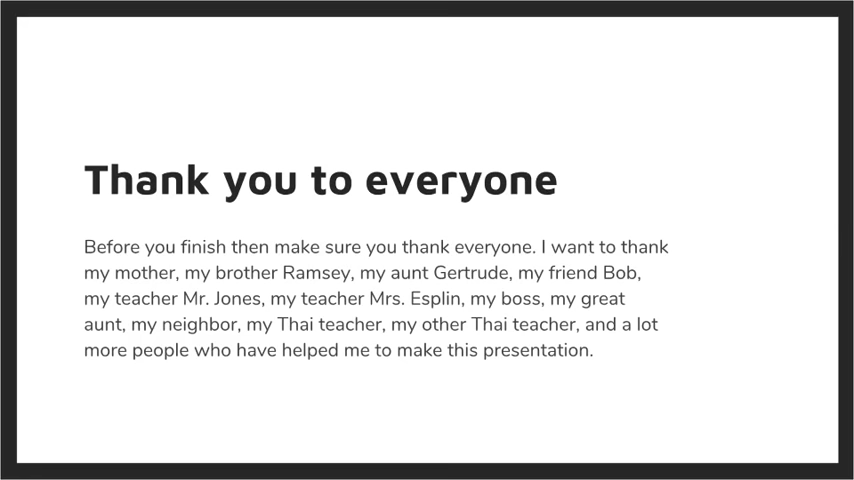 Thank you to everyone
Before you finish then make sure you thank everyone. I want to thank
my mother, my brother Ramsey, my aunt Gertrude, my friend Bob,
my teacher Mr. Jones, my teacher Mrs. Esplin, my boss, my great
aunt, my neighbor, my Thai teacher, my other Thai teacher, and a lot
more people who have helped me to make this presentation.